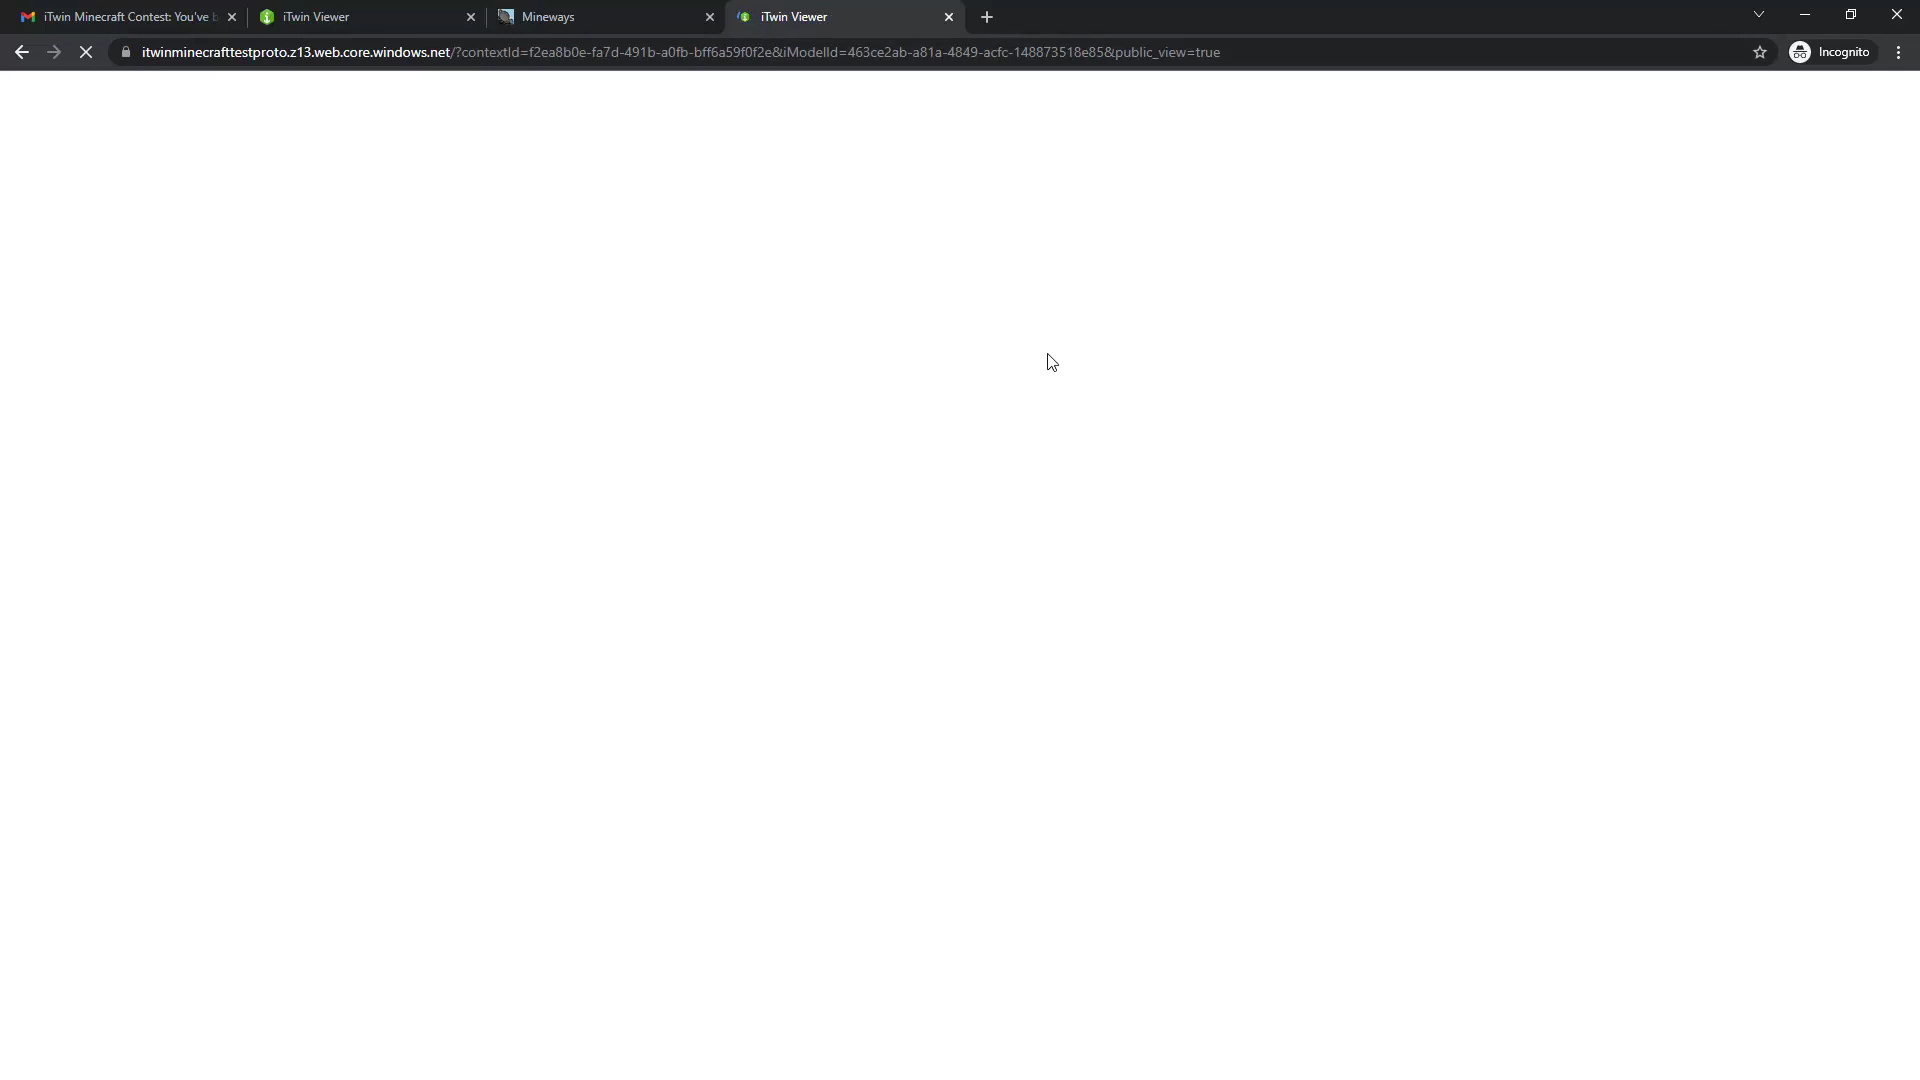 iTwin Minecraft Contest: You've b
iTwin Viewer
Mineways
iTwin Viewer
itwinminecrafttestproto.z13.web.core.windows.net/?contextId=f2ea8b0e-fa7d-491b-a0fb-bff6a59f0f2e&iModelId=463ce2ab-a81a-4849-acfc-148873518e85&public_view=true
Incognito